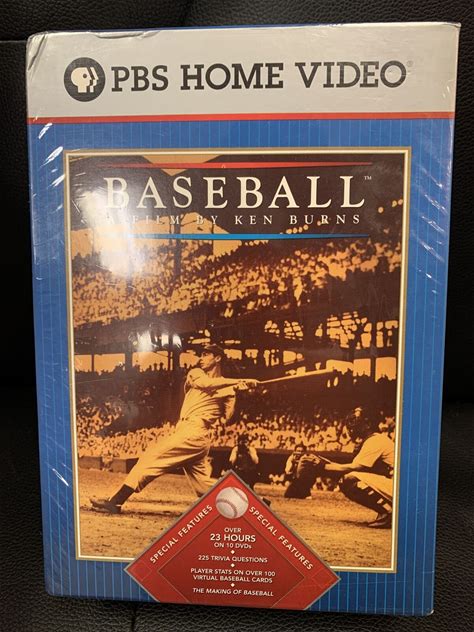 PBS HOME VIDEO®
BASEBALL™
A FILM BY KEN BURNS
SPECIAL FEATURES
SPECIAL FEATURES
OVER
23 HOURS
ON 10 DVDs
225 TRIVIA QUESTIONS
PLAYER STATS ON OVER 100
VIRTUAL BASEBALL CARDS
THE MAKING OF BASEBALL